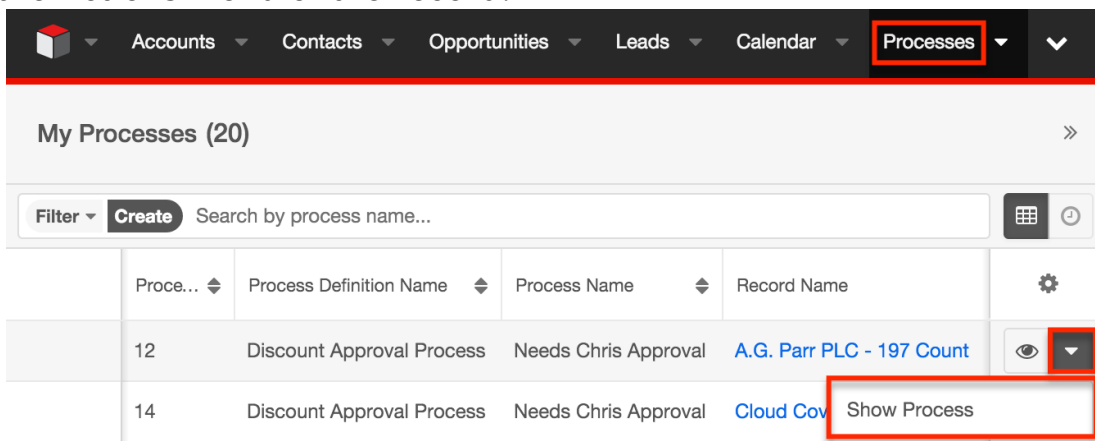 Accounts Contacts Opportunities Leads Calendar Processes
My Processes (20)
Filter Create Search by process name...
Proce... Process Definition Name Process Name Record Name
12 Discount Approval Process Needs Chris Approval A.G. Parr PLC - 197 Count
14 Discount Approval Process Needs Chris Approval Cloud Cov Show Process